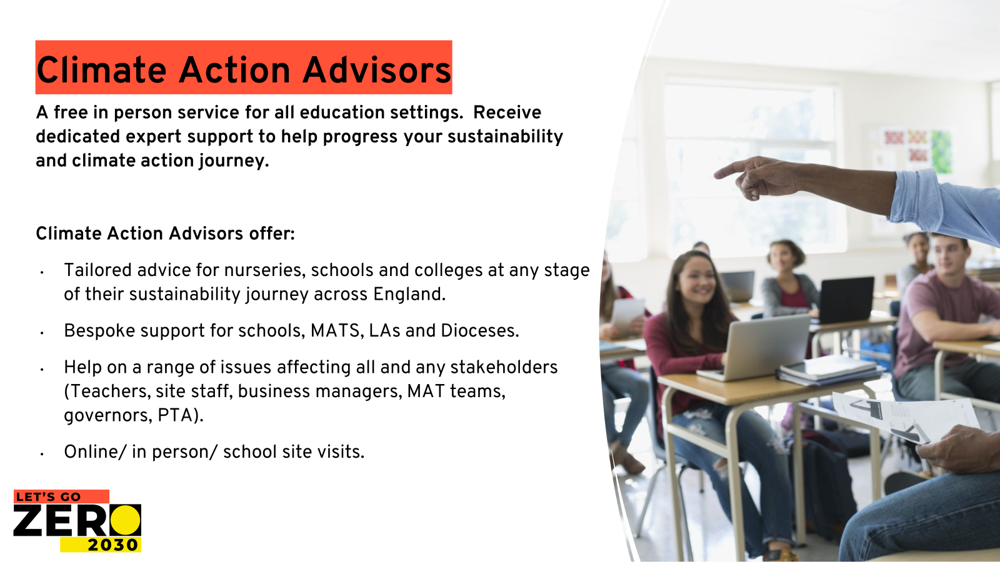 Climate Action Advisors
A free in person service for all education settings.  Receive
dedicated expert support to help progress your sustainability
and climate action journey.
Climate Action Advisors offer:
• Tailored advice for nurseries, schools and colleges at any stage
of their sustainability journey across England.
• Bespoke support for schools, MATS, LAs and Dioceses.
• Help on a range of issues affecting all and any stakeholders
(Teachers, site staff, business managers, MAT teams,
governors, PTA).
• Online/ in person/ school site visits.
LET'S GO
ZERO
2030